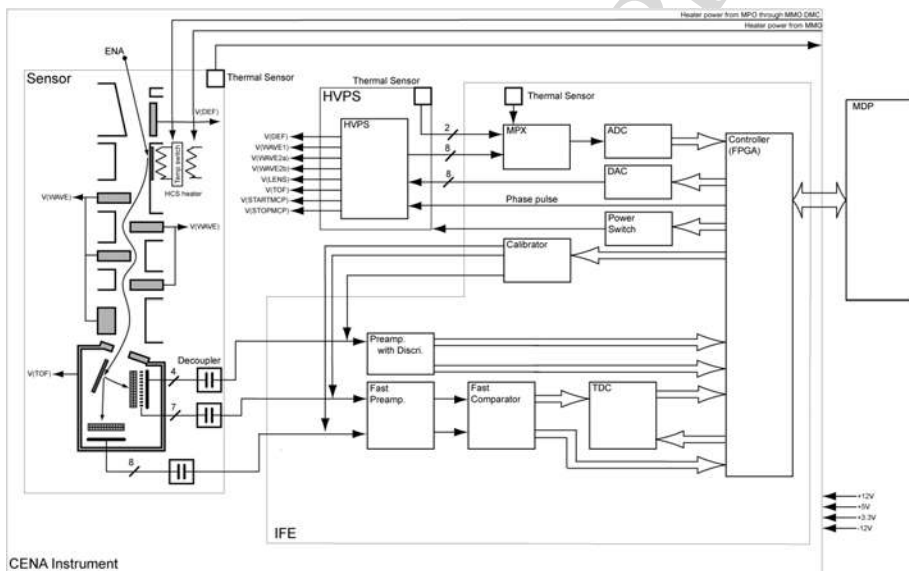 Heater power from MPO through MMO DMC
Heater power from MMO
ENA
Sensor
Thermal Sensor
V(DEF)
Temp switch
HCS heater
V(WAVE)
V(WAVE)
V(TOF)
Decoupler
4
7
8
Thermal Sensor
HVPS
HVPS
V(DEF)
V(WAVE1)
V(WAVE2a)
V(WAVE2b)
V(LENS)
V(TOF)
V(STARTMCP)
V(STOPMCP)
2
8
8
Thermal Sensor
MPX
ADC
DAC
Phase pulse
Power
Switch
Calibrator
Controller
(FPGA)
MDP
Preamp.
with Discri.
Fast
Preamp.
Fast
Comparator
TDC
IFE
+12V
+5V
+3.3V
-12V
CENA Instrument